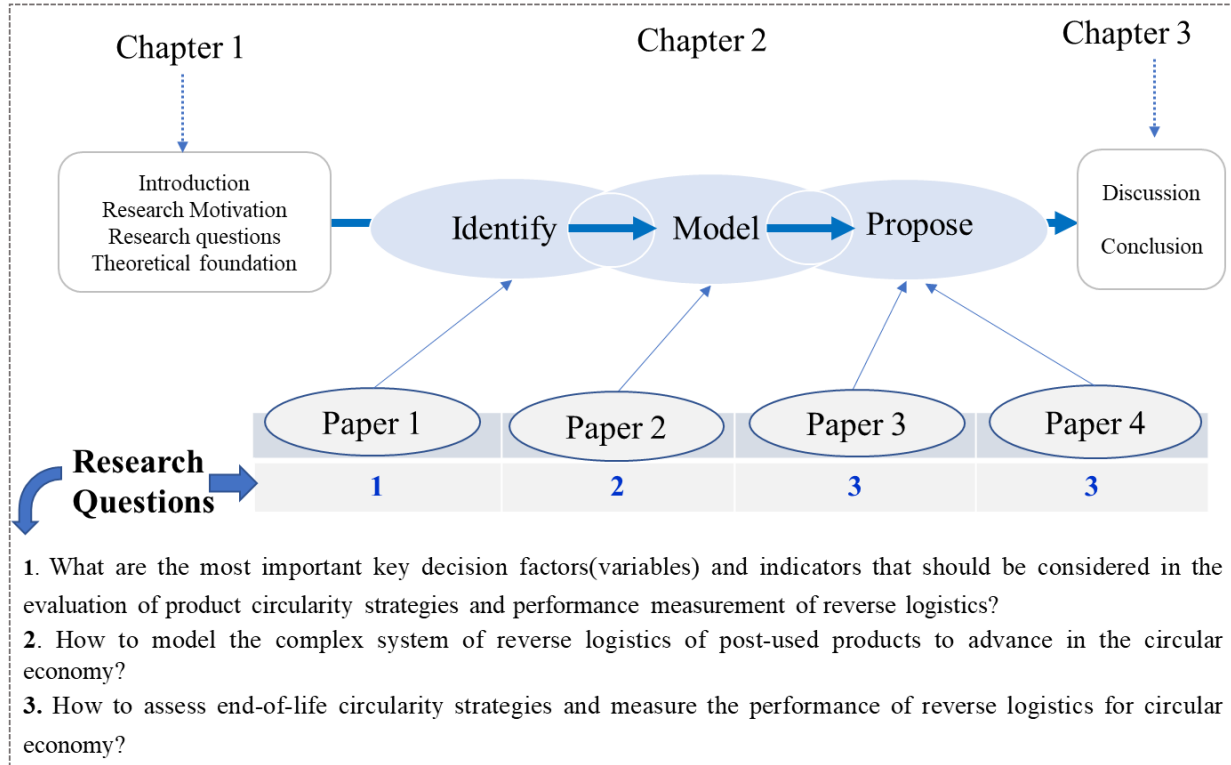 Chapter 1
Chapter 2
Chapter 3
Introduction
Research Motivation
Research questions
Theoretical foundation
Identify
Model
Propose
Discussion
Conclusion
Paper 1
Paper 2
Paper 3
Paper 4
Research
Questions
1
2
3
3
1. What are the most important key decision factors(variables) and indicators that should be considered in the
evaluation of product circularity strategies and performance measurement of reverse logistics?
2. How to model the complex system of reverse logistics of post-used products to advance in the circular
economy?
3. How to assess end-of-life circularity strategies and measure the performance of reverse logistics for circular
economy?